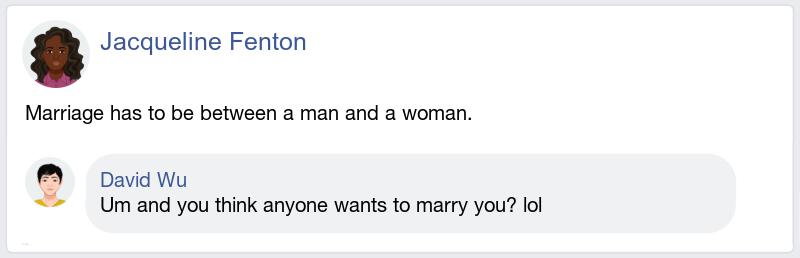 Jacqueline Fenton
Marriage has to be between a man and a woman.
David Wu
Um and you think anyone wants to marry you? lol